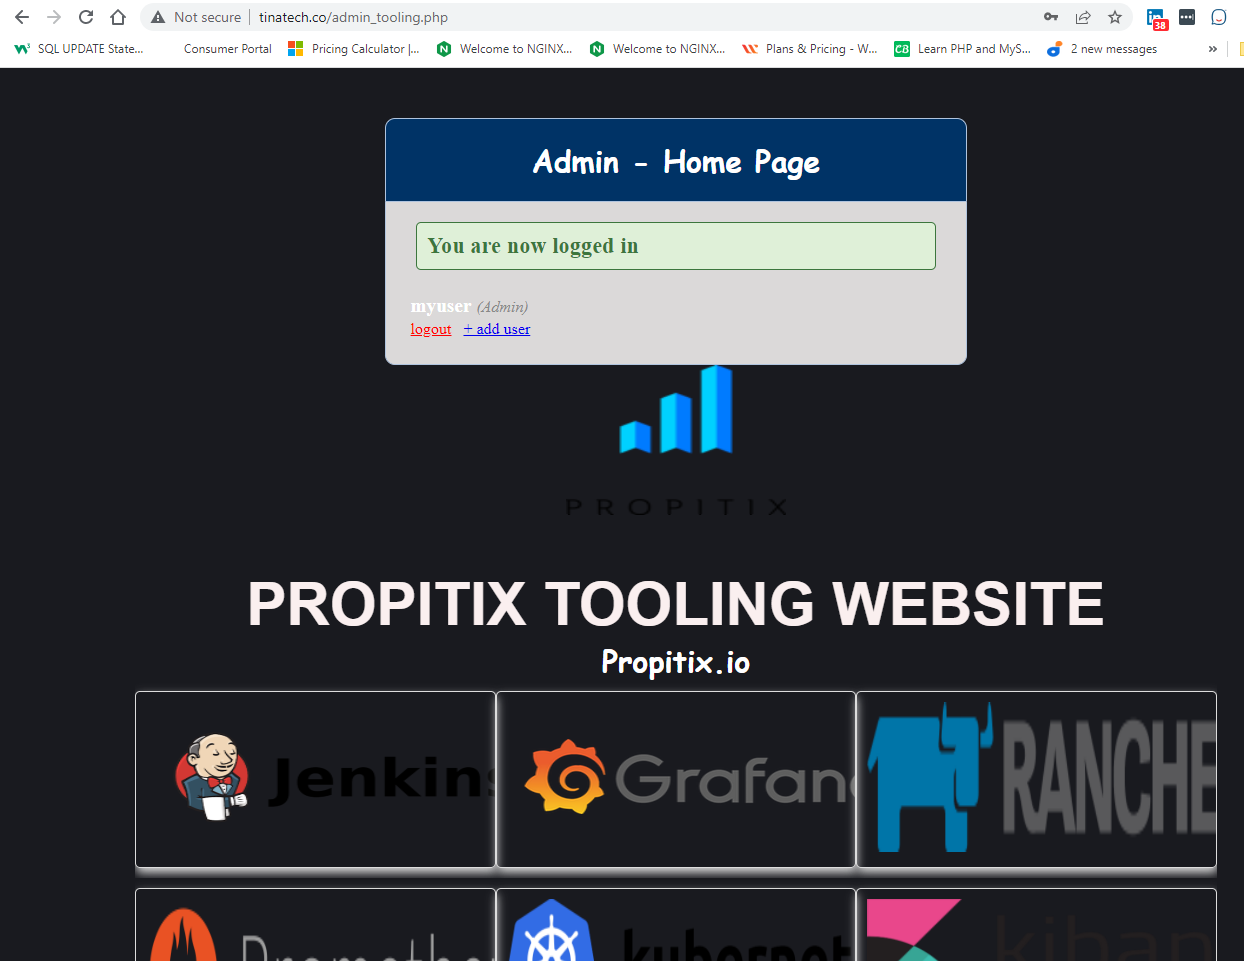 Not secure | tinatech.co/admin_tooling.php
38
SQL UPDATE State... Consumer Portal Pricing Calculator |... Welcome to NGINX... Welcome to NGINX... Plans & Pricing - W... Learn PHP and MyS... 2 new messages »
Admin - Home Page
You are now logged in
myuser (Admin)
logout + add user
PROPITIX
PROPITIX TOOLING WEBSITE
Propitix.io
Jenkins Grafana RANCHE
Prometheu kubernet kiban